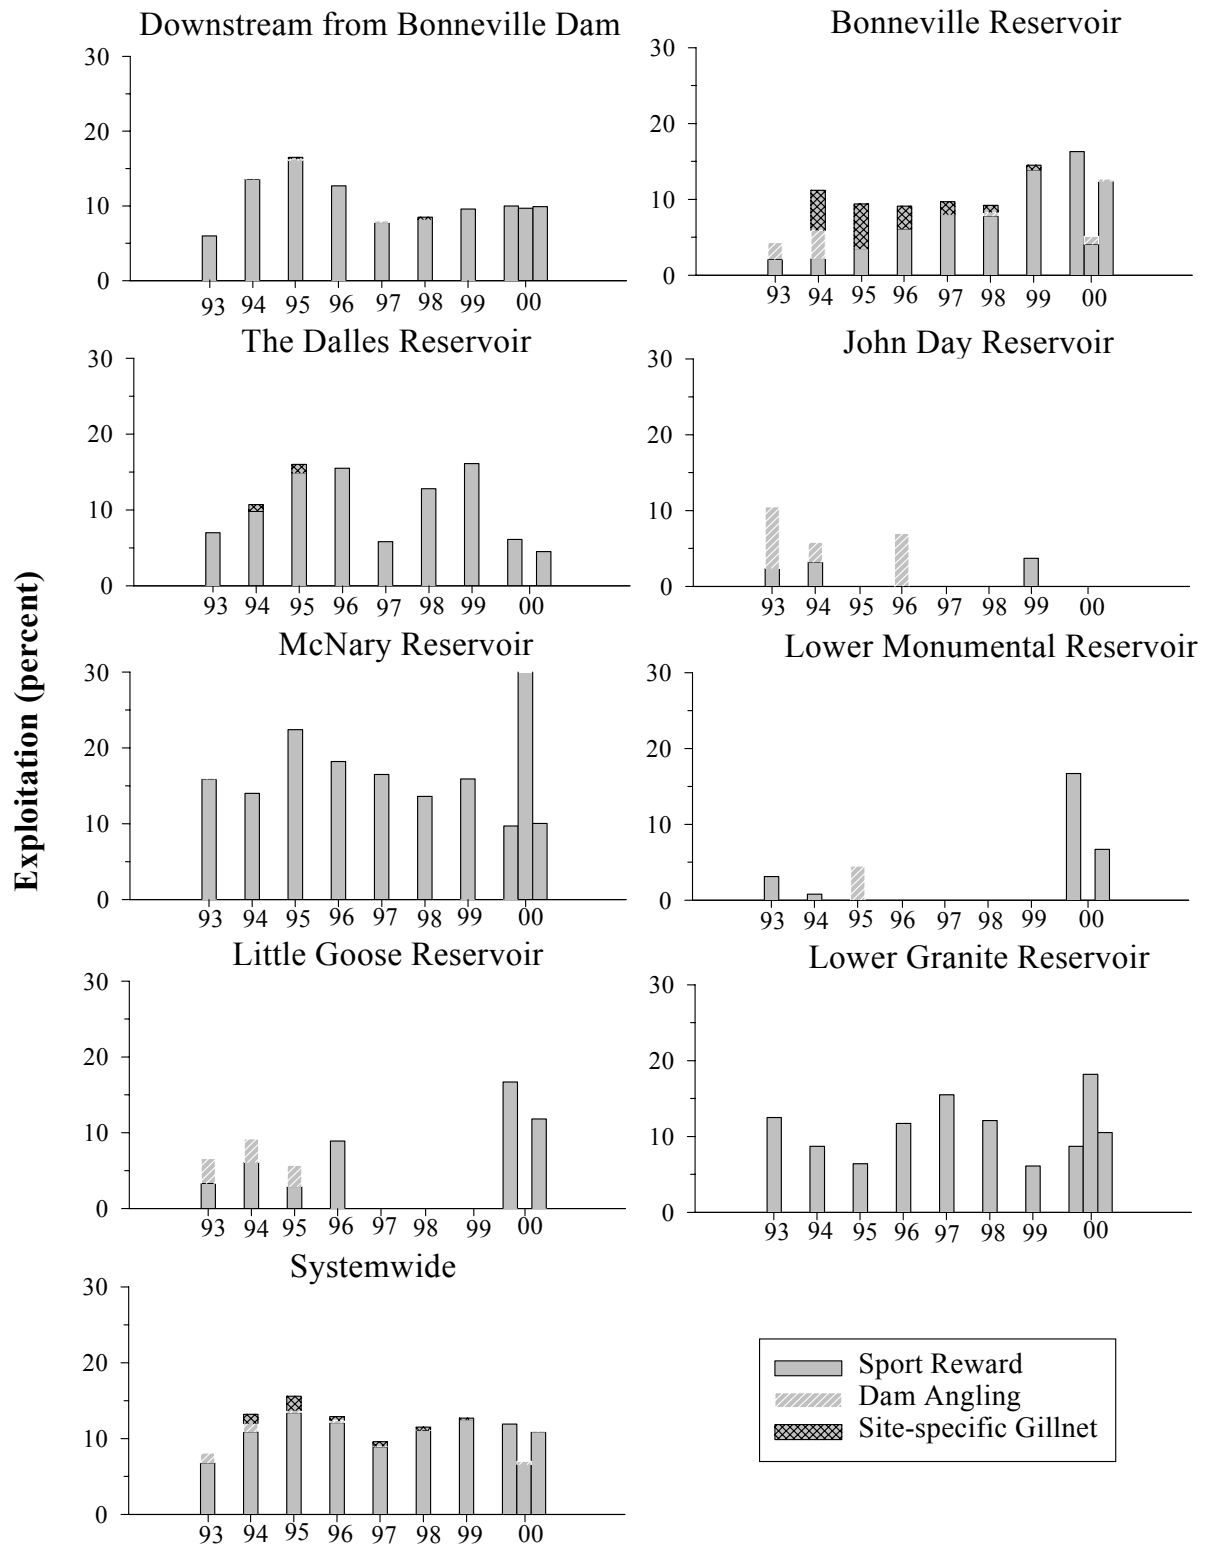 Downstream from Bonneville Dam
30
20
10
0
93 94 95 96 97 98 99 00
Bonneville Reservoir
30
20
10
0
93 94 95 96 97 98 99 00
The Dalles Reservoir
30
20
10
0
93 94 95 96 97 98 99 00
John Day Reservoir
30
20
10
0
93 94 95 96 97 98 99 00
Exploitation (percent)
McNary Reservoir
30
20
10
0
93 94 95 96 97 98 99 00
Lower Monumental Reservoir
30
20
10
0
93 94 95 96 97 98 99 00
Little Goose Reservoir
30
20
10
0
93 94 95 96 97 98 99 00
Lower Granite Reservoir
30
20
10
0
93 94 95 96 97 98 99 00
Systemwide
30
20
10
0
93 94 95 96 97 98 99 00
Sport Reward
Dam Angling
Site-specific Gillnet